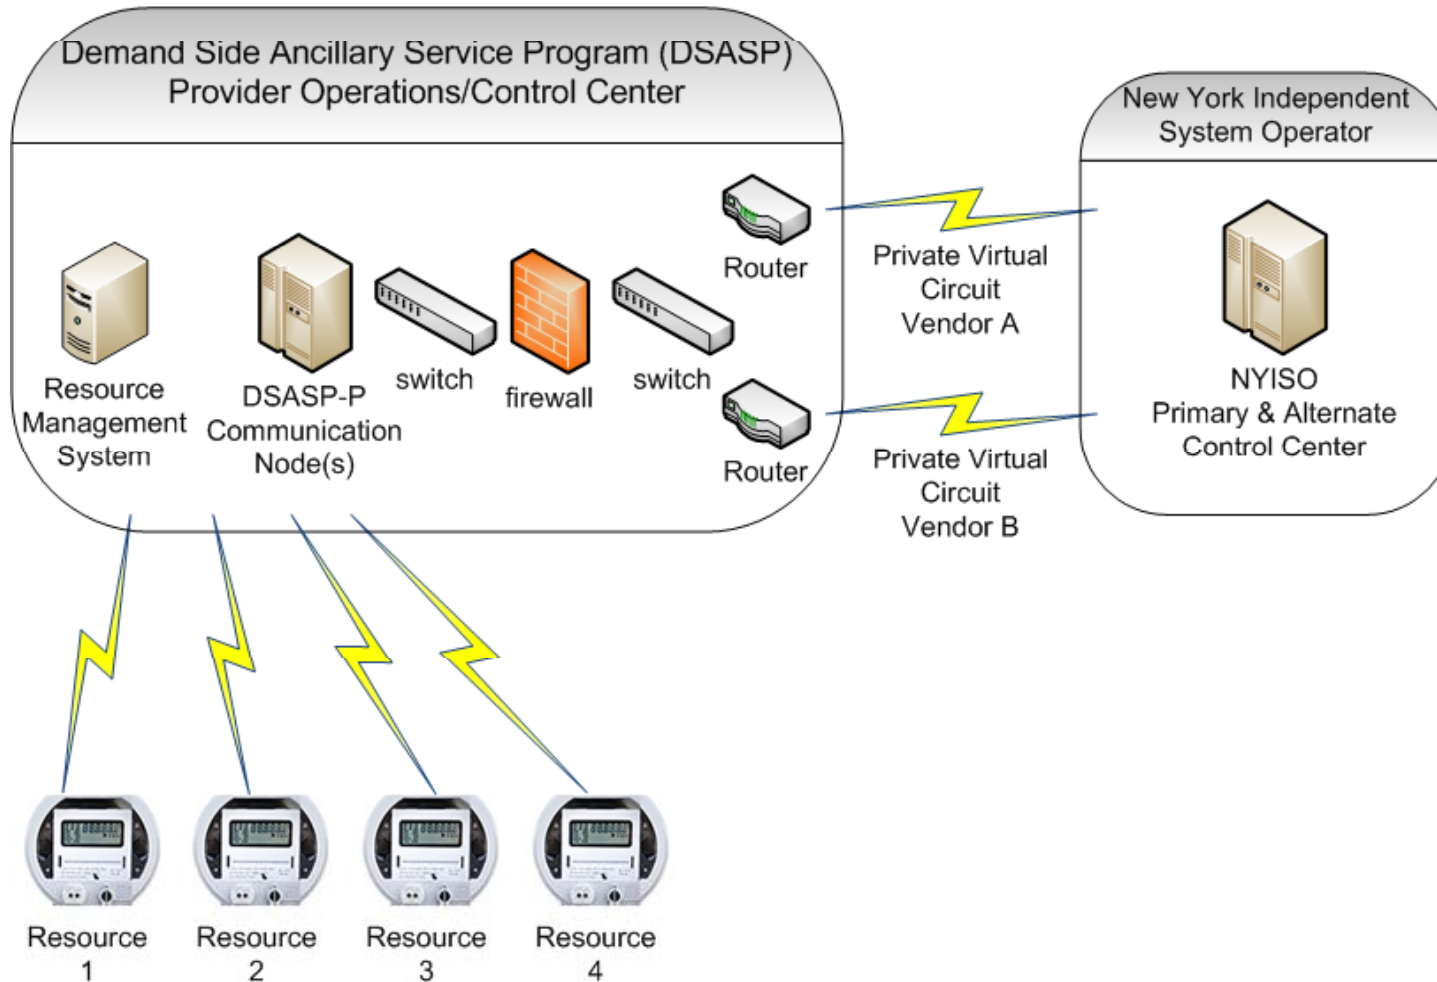 Demand Side Ancillary Service Program (DSASP)
Provider Operations/Control Center
New York Independent
System Operator
Router
Private Virtual
Circuit
Vendor A
Resource
Management
System
DSASP-P
Communication
Node(s)
switch
firewall
switch
Router
Private Virtual
Circuit
Vendor B
NYISO
Primary & Alternate
Control Center
Resource
1
Resource
2
Resource
3
Resource
4